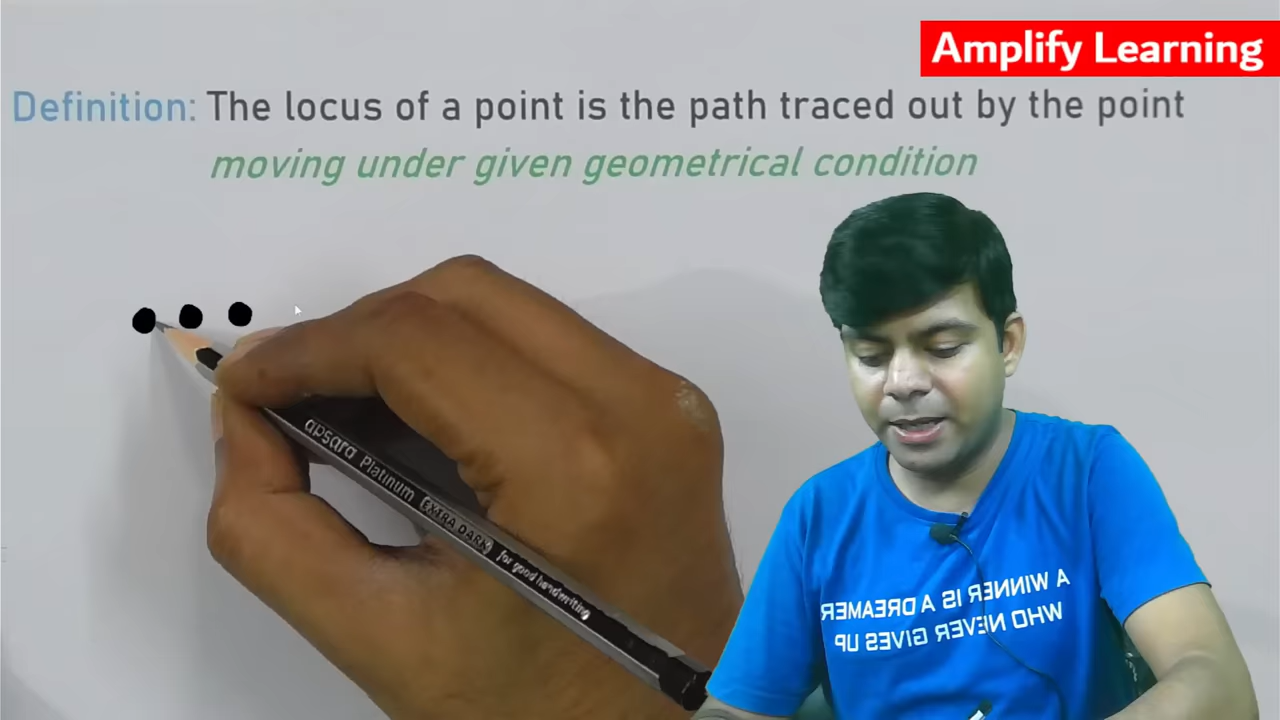 Amplify Learning
Definition: The locus of a point is the path traced out by the point
moving under given geometrical condition
apsara Platinum EXTRA DARK for good handwriting
A WINNER IS A DREAMER
WHO NEVER GIVES UP